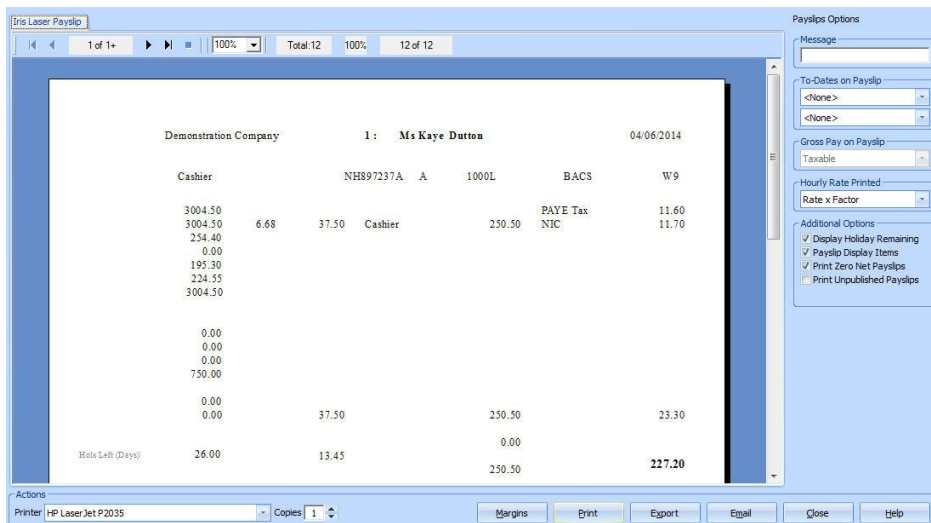 Iris Laser Payslip
1 of 1+ 100% Total:12 100% 12 of 12
Demonstration Company 1 : Ms Kaye Dutton 04/06/2014
Cashier NH897237A A 1000L BACS W9
3004.50 PAYE Tax 11.60
3004.50 6.68 37.50 Cashier 250.50 NIC 11.70
254.40
0.00
195.30
224.55
3004.50
0.00
0.00
0.00
750.00
0.00
0.00 37.50 250.50 23.30
0.00
Hols Left (Days) 26.00 13.45 227.20
250.50
Payslips Options
Message
To-Dates on Payslip
<None>
<None>
Gross Pay on Payslip
Taxable
Hourly Rate Printed
Rate x Factor
Additional Options
Display Holiday Remaining
Payslip Display Items
Print Zero Net Payslips
Print Unpublished Payslips
Actions
Printer HP LaserJet P2035 Copies 1 Margins Print Export Email Close Help